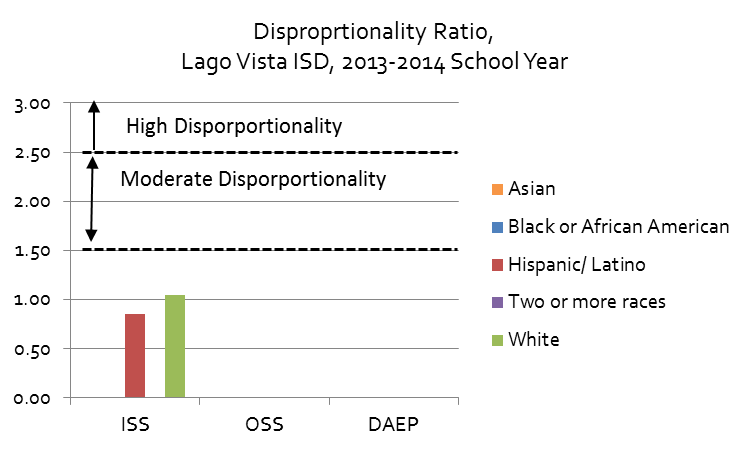 Disproprtionality Ratio,
Lago Vista ISD, 2013-2014 School Year
3.00
High Disporportionality
2.50
Moderate Disporportionality
2.00
1.50
1.00
0.50
0.00
ISS
OSS
DAEP
Asian
Black or African American
Hispanic/ Latino
Two or more races
White